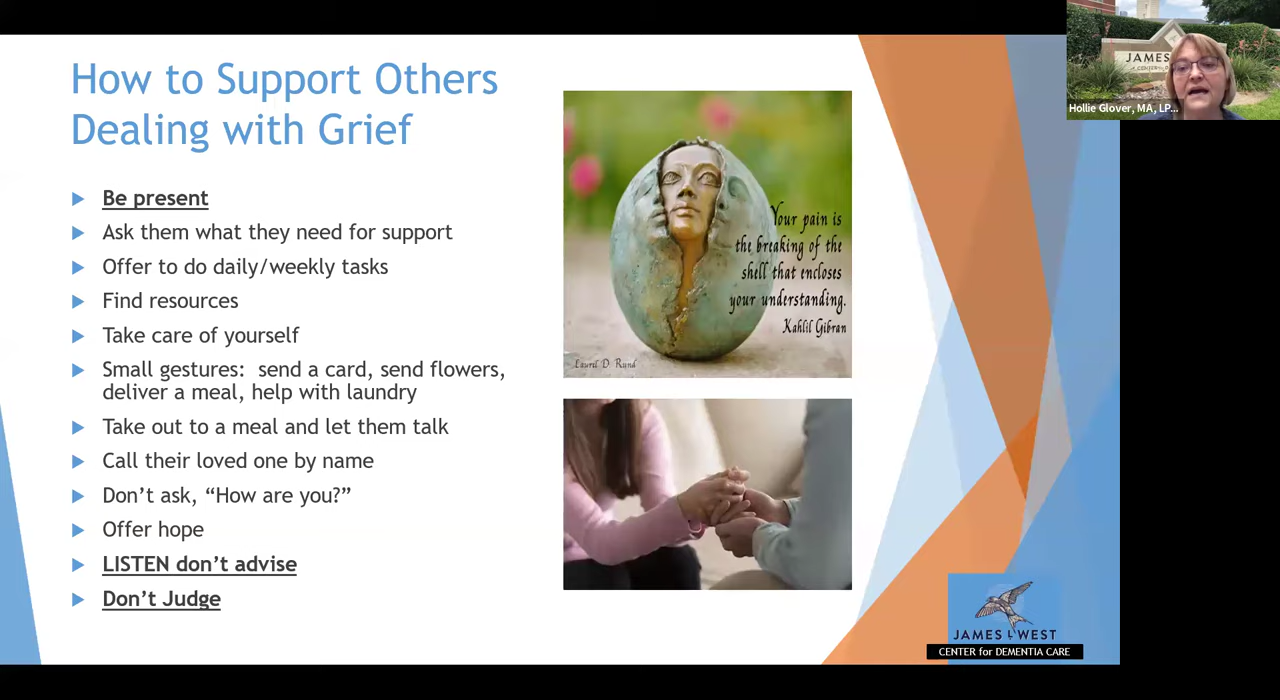 How to Support Others
Dealing with Grief
Be present
Ask them what they need for support
Offer to do daily/weekly tasks
Find resources
Take care of yourself
Small gestures:  send a card, send flowers,
deliver a meal, help with laundry
Take out to a meal and let them talk
Call their loved one by name
Don’t ask, “How are you?”
Offer hope
LISTEN don’t advise
Don’t Judge
Your pain is
the breaking of the
shell that encloses
your understanding.
Kahlil Gibran
Laurel D. Rund
JAMES L WEST
CENTER for DEMENTIA CARE
JAMES
Hollie Glover, MA, LP...